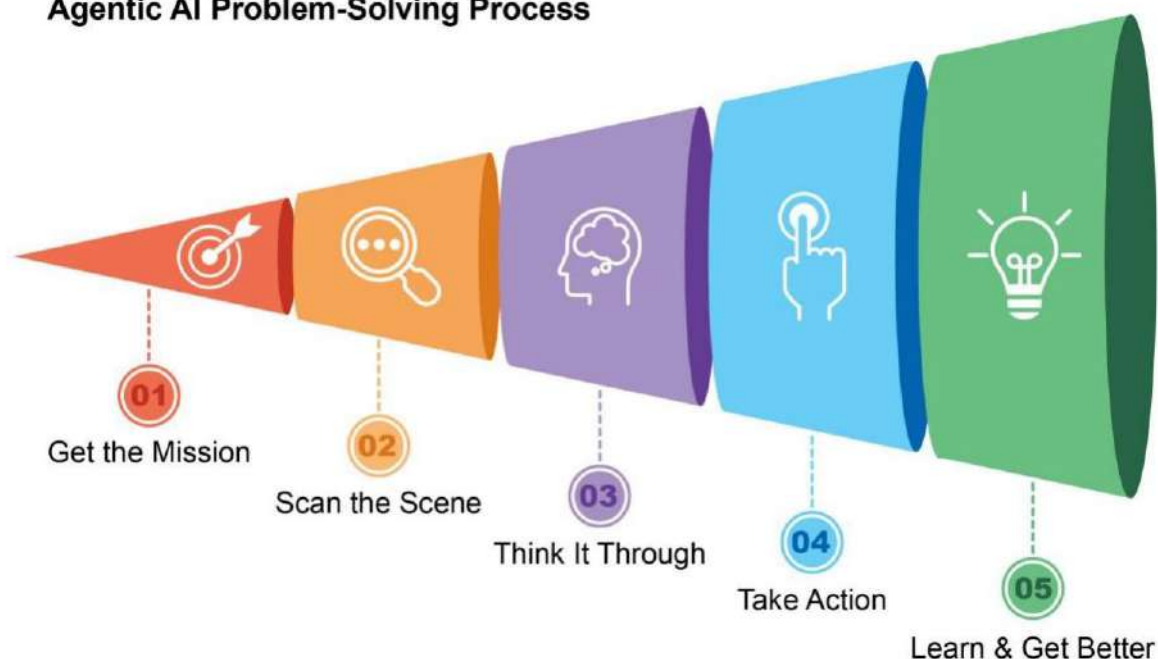 Agentic AI Problem-Solving Process
01
Get the Mission
02
Scan the Scene
03
Think It Through
04
Take Action
05
Learn & Get Better